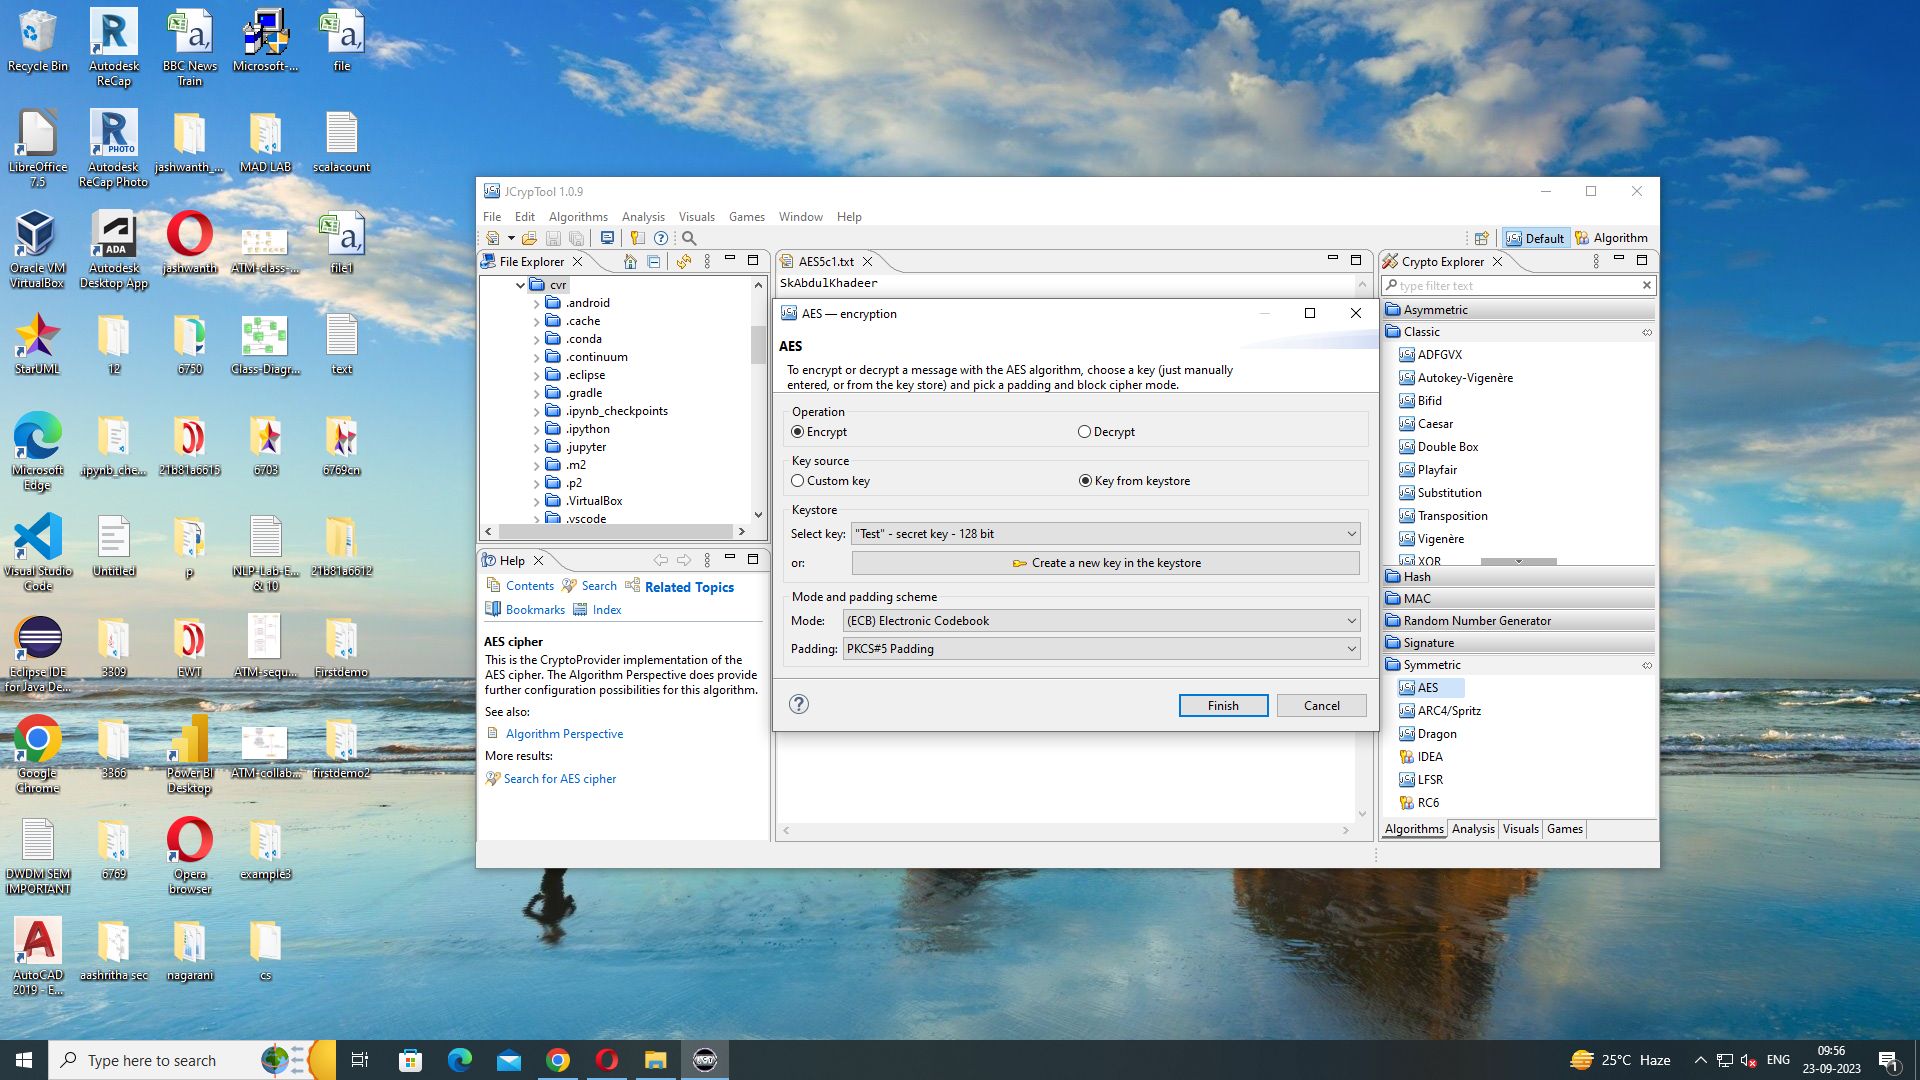 Recycle Bin
Autodesk ReCap
BBC News Train
Microsoft-...
file
LibreOffice 7.5
Autodesk ReCap Photo
jashwanth_...
MAD LAB
scalacount
Oracle VM VirtualBox
Autodesk Desktop App
jashwanth
ATM-class-...
file1
StarUML
12
6750
Class-Diagr...
text
Microsoft Edge
.ipynb_che...
21b81a6615
6703
6769cn
Visual Studio Code
Untitled
p
NLP-Lab-E... & 10
21b81a6612
Eclipse IDE for Java De...
3309
EWT
ATM-sequ...
Firstdemo
Google Chrome
3366
Power BI Desktop
ATM-collab...
firstdemo2
DWDM SEM IMPORTANT
6769
Opera browser
example3
AutoCAD 2019 - E...
aashritha sec
nagarani
cs
JCrypTool 1.0.9
File Edit Algorithms Analysis Visuals Games Window Help
Default
Algorithm
File Explorer
cvr
.android
.cache
.conda
.continuum
.eclipse
.gradle
.ipynb_checkpoints
.ipython
.jupyter
.m2
.p2
.VirtualBox
.vscode
Help
Contents Search Related Topics
Bookmarks Index
AES cipher
This is the CryptoProvider implementation of the
AES cipher. The Algorithm Perspective does provide
further configuration possibilities for this algorithm.
See also:
Algorithm Perspective
More results:
Search for AES cipher
AES5c1.txt
SkAbdulKhadeer
AES — encryption
AES
To encrypt or decrypt a message with the AES algorithm, choose a key (just manually
entered, or from the key store) and pick a padding and block cipher mode.
Operation
Encrypt
Decrypt
Key source
Custom key
Key from keystore
Keystore
Select key: "Test" - secret key - 128 bit
or: Create a new key in the keystore
Mode and padding scheme
Mode: (ECB) Electronic Codebook
Padding: PKCS#5 Padding
Finish
Cancel
Crypto Explorer
type filter text
Asymmetric
Classic
ADFGVX
Autokey-Vigenère
Bifid
Caesar
Double Box
Playfair
Substitution
Transposition
Vigenère
XOR
Hash
MAC
Random Number Generator
Signature
Symmetric
AES
ARC4/Spritz
Dragon
IDEA
LFSR
RC6
Algorithms Analysis Visuals Games
Type here to search
25°C Haze
ENG
09:56
23-09-2023
1